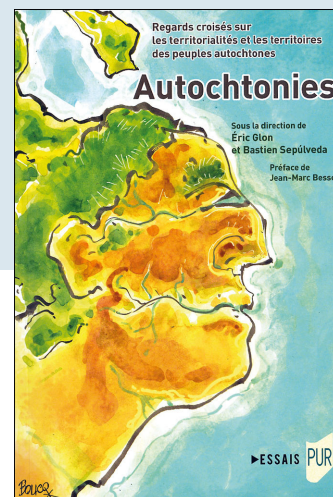 Regards croisés sur
les territorialités et les territoires
des peuples autochtones
Autochtonies
Sous la direction de
Éric Glon
et Bastien Sepúlveda
Préface de
Jean-Marc Besse
▶ESSAIS PUR